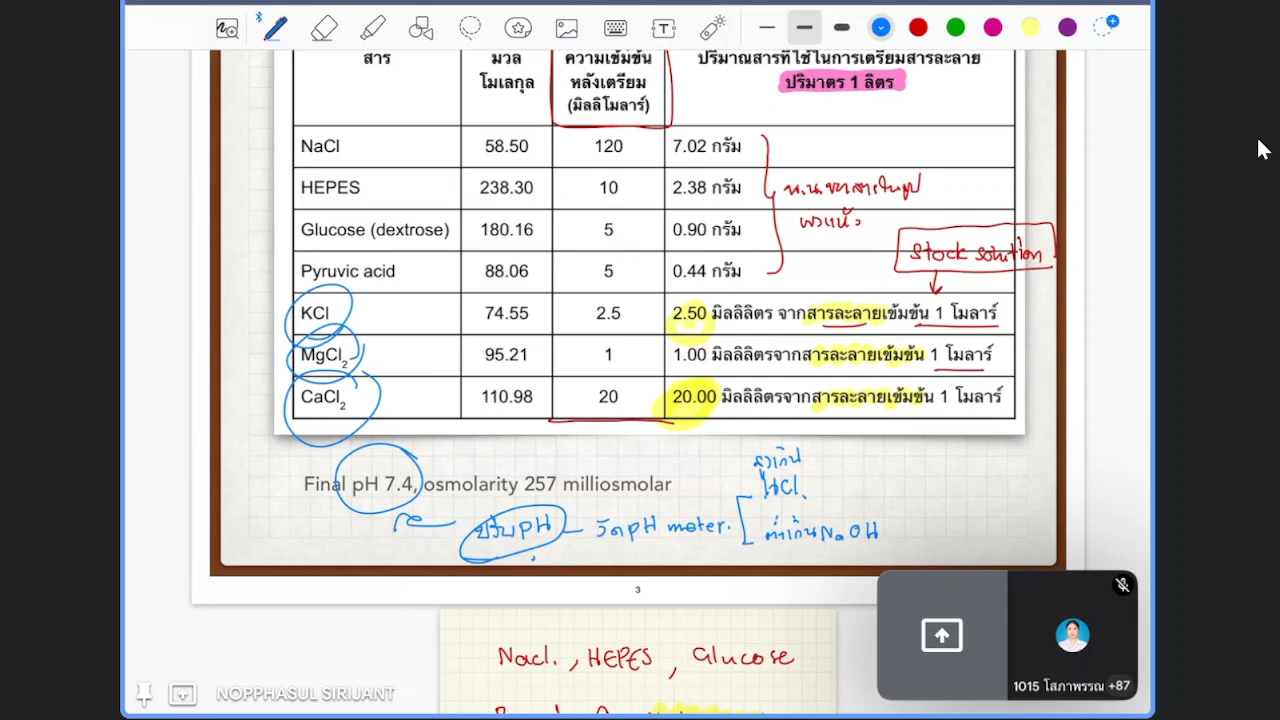 สาร
มวล
โมเลกุล
ความเข้มข้น
หลังเตรียม
(มิลลิโมลาร์)
ปริมาณสารที่ใช้ในการเตรียมสารละลาย
ปริมาตร 1 ลิตร
NaCl 58.50 120 7.02 กรัม
HEPES 238.30 10 2.38 กรัม
Glucose (dextrose) 180.16 5 0.90 กรัม
Pyruvic acid 88.06 5 0.44 กรัม
stock solution
KCl 74.55 2.5 2.50 มิลลิลิตร จากสารละลายเข้มข้น 1 โมลาร์
MgCl₂ 95.21 1 1.00 มิลลิลิตรจากสารละลายเข้มข้น 1 โมลาร์
CaCl₂ 110.98 20 20.00 มิลลิลิตรจากสารละลายเข้มข้น 1 โมลาร์
Final pH 7.4, osmolarity 257 milliosmolar
ปรับ pH – วัด pH meter.
สูงเกิน
ต่ำเกิน NaOH
3
Nacl. , HEPES , Glucose
NOPPHASUL SIRIJANT
1015 โสภาพรรณ +87